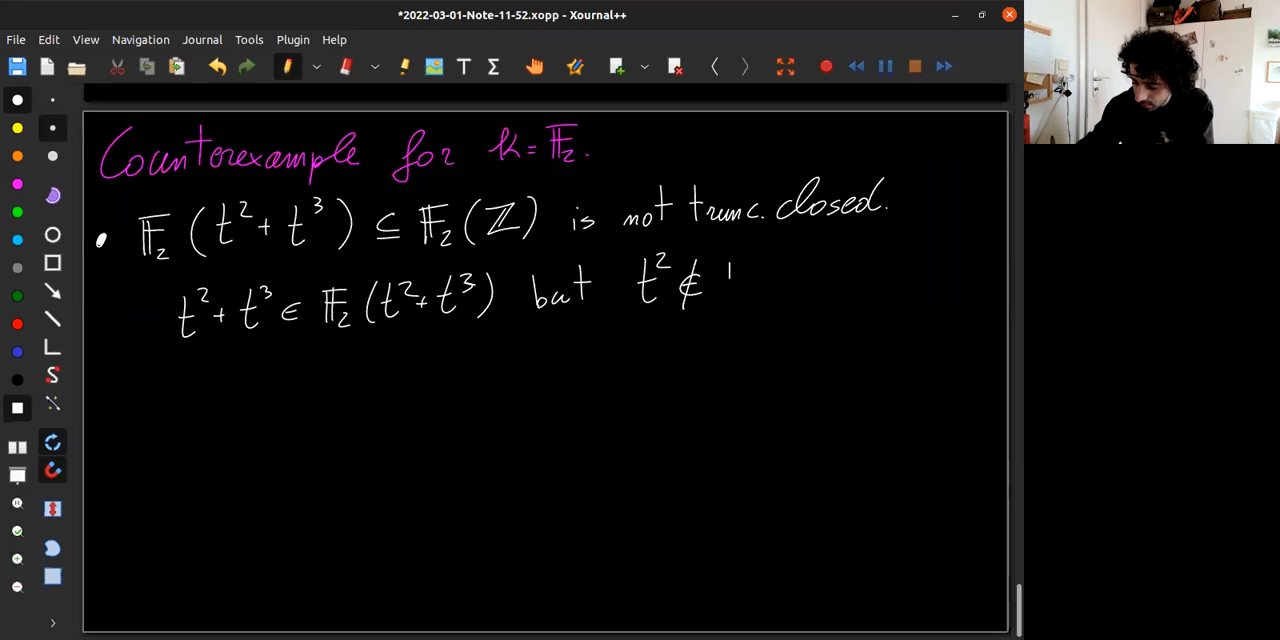 *2022-03-01-Note-11-52.xopp - Xournal++
File Edit View Navigation Journal Tools Plugin Help
Counterexample for k = 𝔽₂.
• 𝔽₂(t² + t³) ⊆ 𝔽₂(ℤ) is not trunc. closed.
t² + t³ ∈ 𝔽₂(t² + t³) but t² ∉